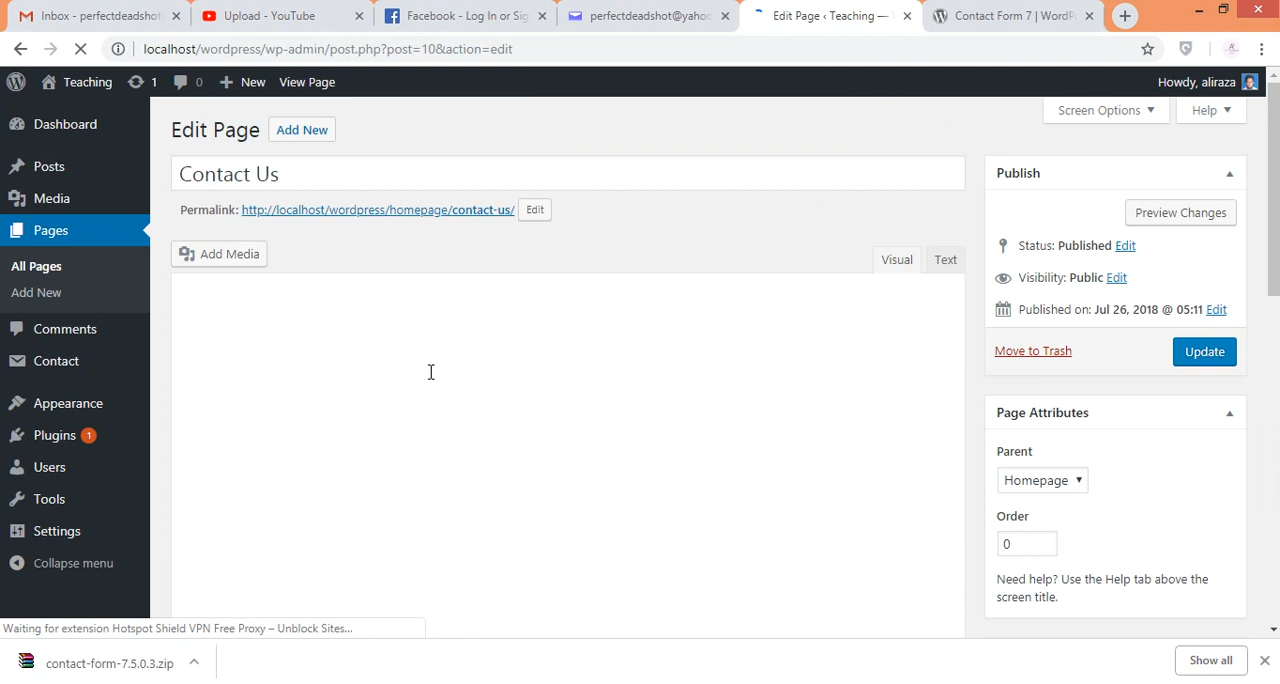 Inbox - perfectdeadshot
Upload - YouTube
Facebook - Log In or Sig
perfectdeadshot@yahoo
Edit Page ‹ Teaching —
Contact Form 7 | WordP
localhost/wordpress/wp-admin/post.php?post=10&action=edit
Teaching 1 0 New View Page Howdy, aliraza
Dashboard
Posts
Media
Pages
All Pages
Add New
Comments
Contact
Appearance
Plugins 1
Users
Tools
Settings
Collapse menu
Screen Options Help
Edit Page Add New
Contact Us
Permalink: http://localhost/wordpress/homepage/contact-us/ Edit
Add Media
Visual Text
Publish
Preview Changes
Status: Published Edit
Visibility: Public Edit
Published on: Jul 26, 2018 @ 05:11 Edit
Move to Trash Update
Page Attributes
Parent
Homepage
Order
0
Need help? Use the Help tab above the
screen title.
Waiting for extension Hotspot Shield VPN Free Proxy – Unblock Sites...
contact-form-7.5.0.3.zip
Show all